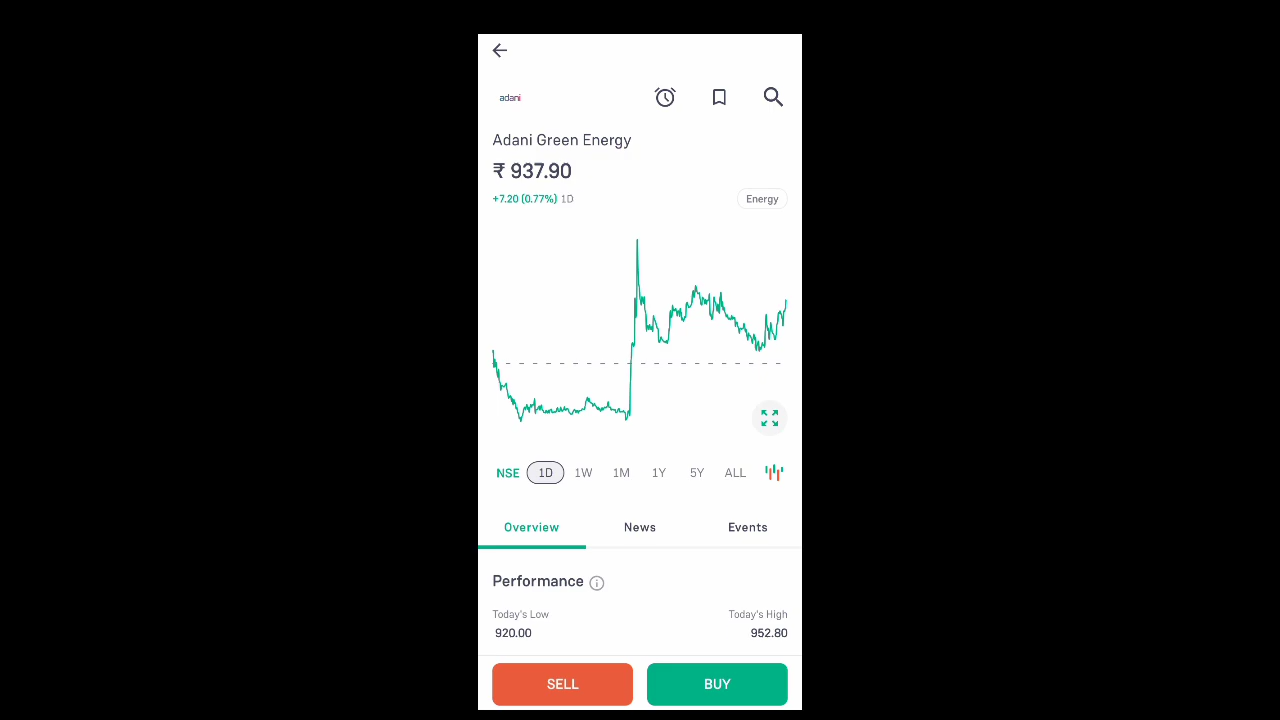 adani
Adani Green Energy
₹ 937.90
+7.20 (0.77%) 1D
Energy
NSE 1D 1W 1M 1Y 5Y ALL
Overview News Events
Performance
Today's Low Today's High
920.00 952.80
SELL BUY